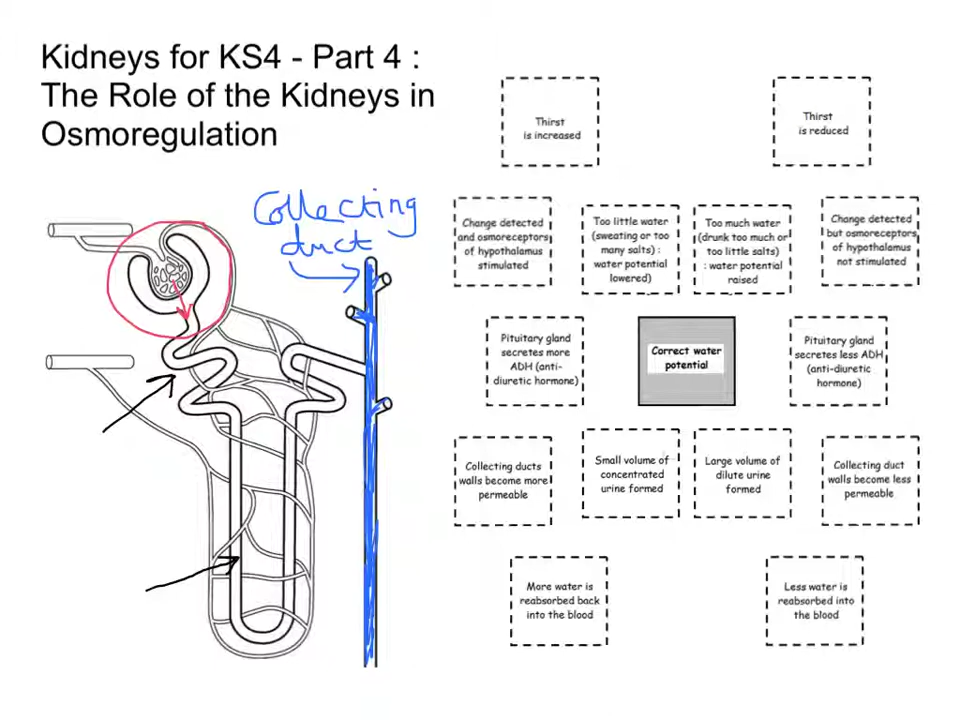 Kidneys for KS4 - Part 4 :
The Role of the Kidneys in
Osmoregulation
Collecting
duct
Thirst
is increased
Thirst
is reduced
Change detected
and osmoreceptors
of hypothalamus
stimulated
Too little water
(sweating or too
many salts) :
water potential
lowered)
Too much water
(drunk too much or
too little salts)
: water potential
raised
Change detected
but osmoreceptors
of hypothalamus
not stimulated
Pituitary gland
secretes more
ADH (anti-
diuretic hormone)
Correct water
potential
Pituitary gland
secretes less ADH
(anti-diuretic
hormone)
Collecting ducts
walls become more
permeable
Small volume of
concentrated
urine formed
Large volume of
dilute urine
formed
Collecting duct
walls become less
permeable
More water is
reabsorbed back
into the blood
Less water is
reabsorbed into
the blood